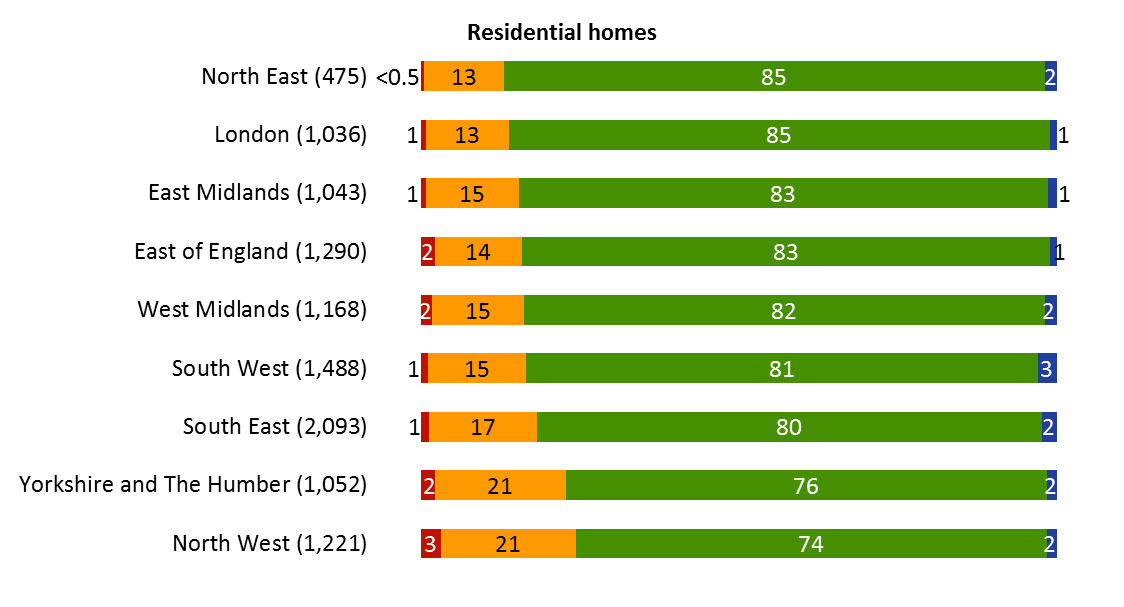 Residential homes
North East (475) <0.5 13 85 2
London (1,036) 1 13 85 1
East Midlands (1,043) 1 15 83 1
East of England (1,290) 2 14 83 1
West Midlands (1,168) 2 15 82 2
South West (1,488) 1 15 81 3
South East (2,093) 1 17 80 2
Yorkshire and The Humber (1,052) 2 21 76 2
North West (1,221) 3 21 74 2